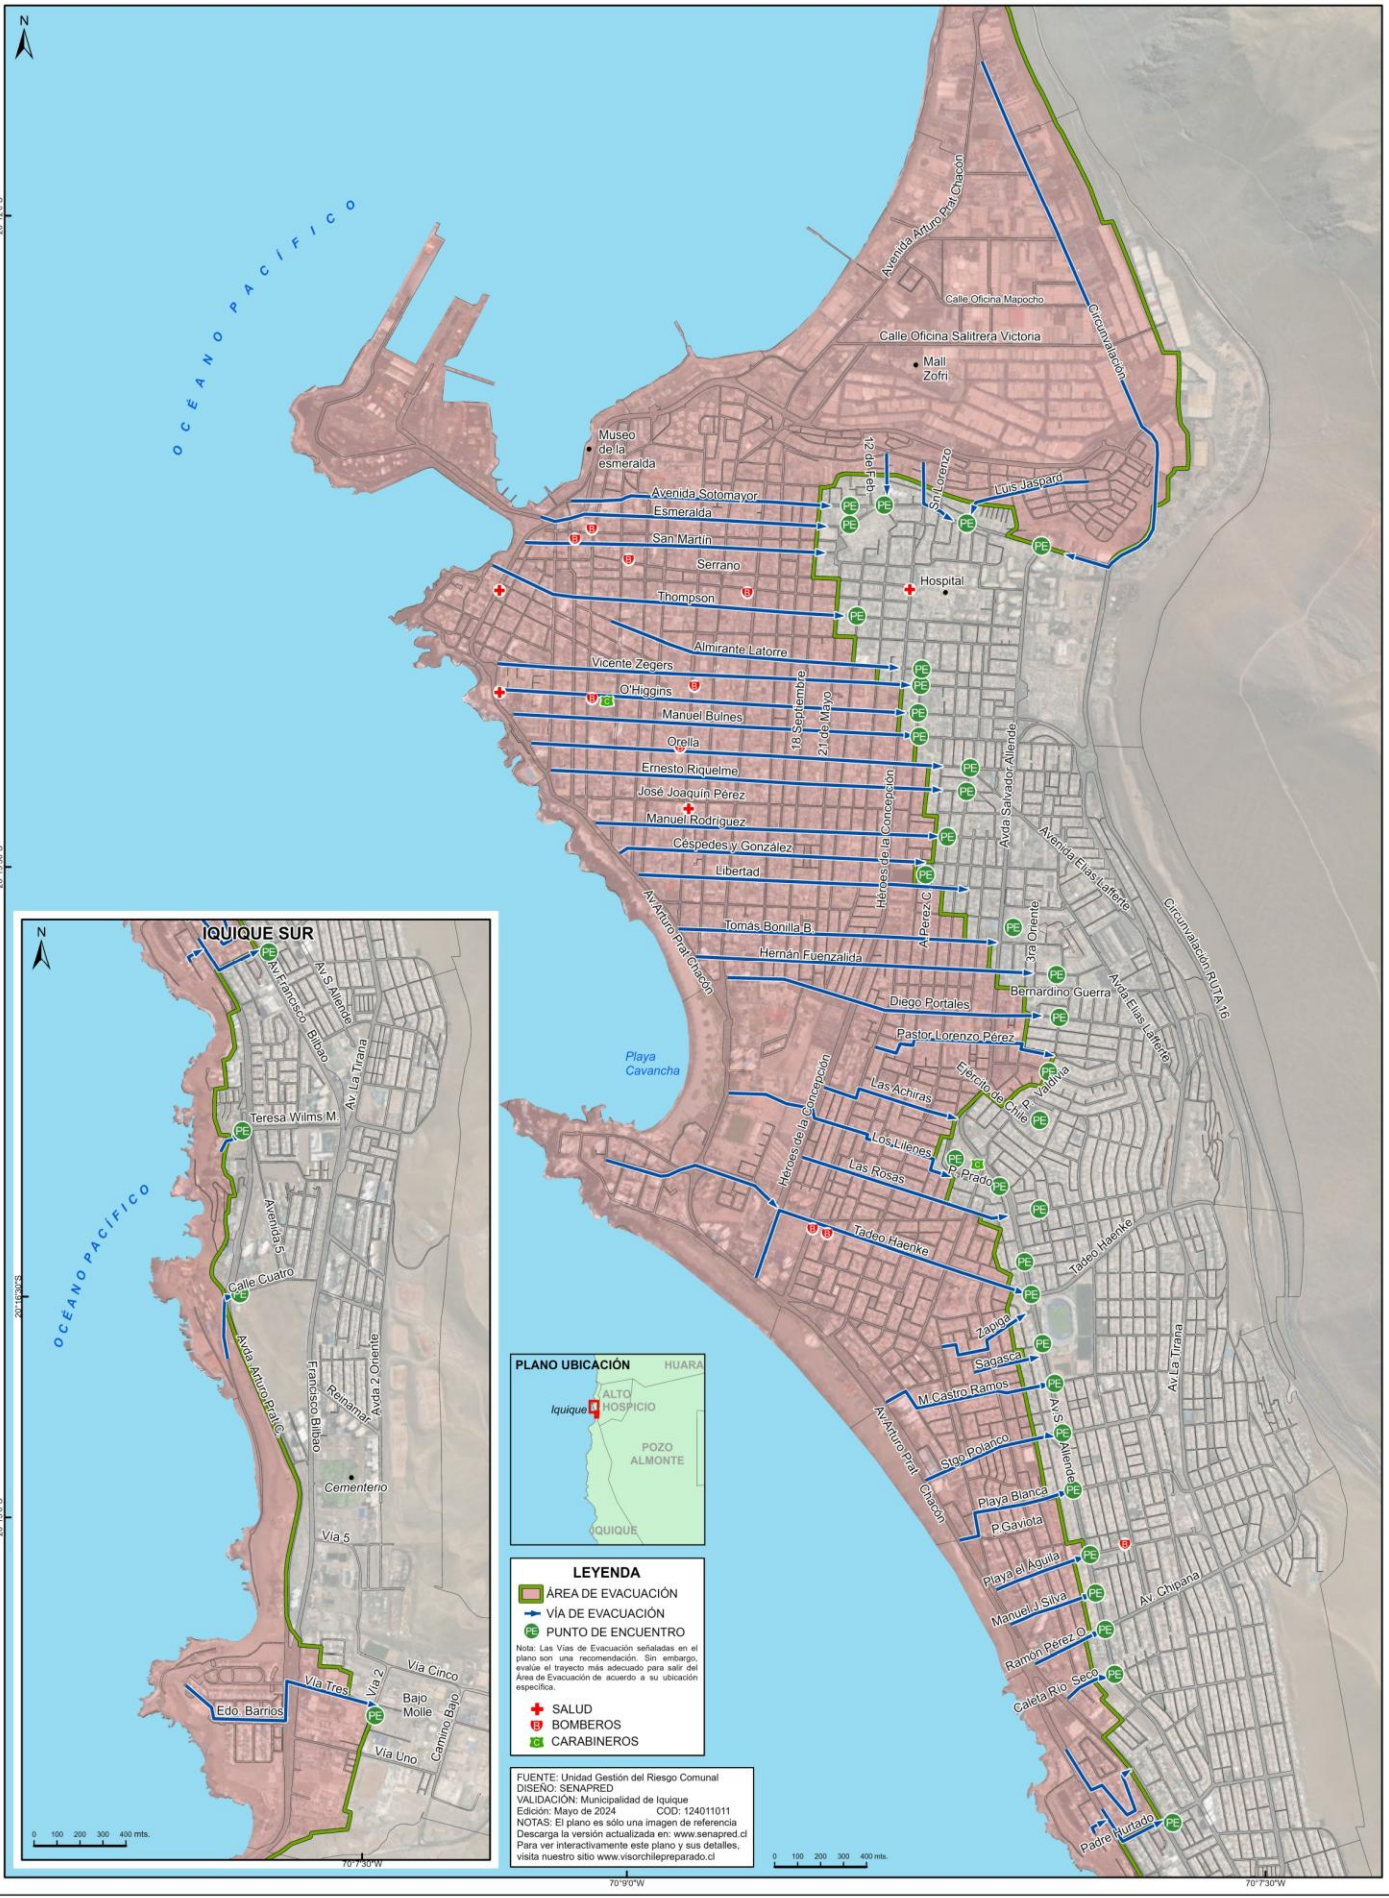 N
OCÉANO PACÍFICO
Avenida Arturo Prat Chacón
Calle Oficina Mapocho
Circunvalación
Calle Oficina Salitrera Victoria
Mall
Zofri
Museo
de la
esmeralda
12 de Feb
Sn Lorenzo
Luis Jaspard
Avenida Sotomayor
Esmeralda
San Martín
Serrano
Thompson
Hospital
Almirante Latorre
Vicente Zegers
O'Higgins
Manuel Bulnes
18 Septiembre
21 de Mayo
Orella
Ernesto Riquelme
José Joaquín Pérez
Manuel Rodríguez
Céspedes y González
Libertad
Héroes de la Concepción
A Perez C.
Avda Salvador Allende
Avenida Elias Lafferte
Circunvalación RUTA 16
Av. Arturo Prat Chacón
Tomás Bonilla B.
Hernán Fuenzalida
3ra Oriente
Bernardino Guerra
Avda Elias Lafferte
Diego Portales
Pastor Lorenzo Pérez
Playa
Cavancha
Ejército de Chile
P. Valdivia
Las Achiras
Héroes de la Concepción
Los Lilenes
P. Prado
Las Rosas
Tadeo Haenke
Tadeo Haenke
Zapiga
Sagasca
M Castro Ramos
Av La Tirana
Av. Arturo Prat Chacón
Stgo Polanco
Av. S Allende
Playa Blanca
P Gaviota
Playa el Águila
Manuel J Silva
Av. Chipana
Ramón Pérez O.
Caleta Río Seco
Padre Hurtado
IQUIQUE SUR
N
Av. Francisco Bilbao
Av. S Allende
Av. La Tirana
Teresa Wilms M.
OCÉANO PACÍFICO
Avenida 5
Calle Cuatro
Avda. Arturo Prat C.
Francisco Bilbao
Reinamar
Avda 2 Oriente
Cementerio
Vía 5
Vía Cinco
Vía Tres
Vía 2
Bajo
Molle
Camino Bajo
Edo. Barrios
Vía Uno
20°16'30"S
0 100 200 300 400 mts.
70°7'30"W
PLANO UBICACIÓN
HUARA
ALTO
HOSPICIO
Iquique
POZO
ALMONTE
IQUIQUE
LEYENDA
ÁREA DE EVACUACIÓN
VÍA DE EVACUACIÓN
PE PUNTO DE ENCUENTRO
Nota: Las Vías de Evacuación señaladas en el
plano son una recomendación. Sin embargo,
evalúe el trayecto más adecuado para salir del
Área de Evacuación de acuerdo a su ubicación
específica.
SALUD
B BOMBEROS
C CARABINEROS
FUENTE: Unidad Gestión del Riesgo Comunal
DISEÑO: SENAPRED
VALIDACIÓN: Municipalidad de Iquique
Edición: Mayo de 2024 COD: 124011011
NOTAS: El plano es sólo una imagen de referencia
Descarga la versión actualizada en: www.senapred.cl
Para ver interactivamente este plano y sus detalles,
visita nuestro sitio www.visorchilepreparado.cl
0 100 200 300 400 mts.
70°9'0"W
70°7'30"W